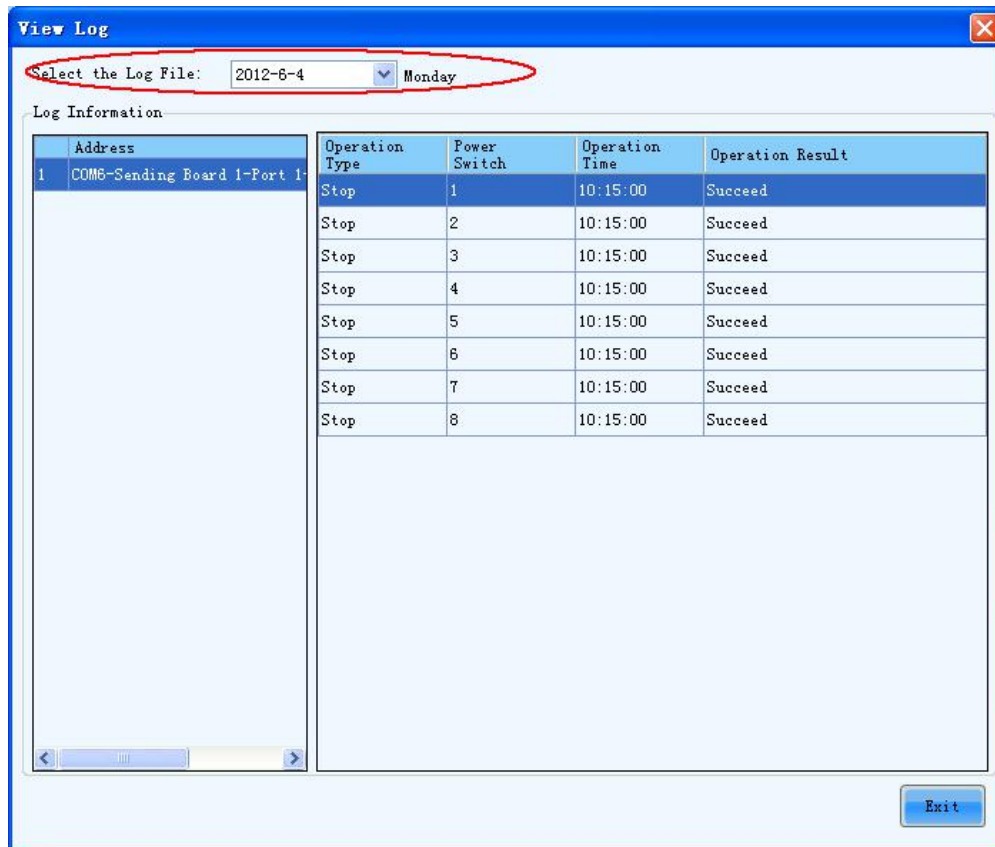 View Log
Select the Log File: 2012-6-4 Monday
Log Information
Address
1 COM6-Sending Board 1-Port 1-
Operation Type Power Switch Operation Time Operation Result
Stop 1 10:15:00 Succeed
Stop 2 10:15:00 Succeed
Stop 3 10:15:00 Succeed
Stop 4 10:15:00 Succeed
Stop 5 10:15:00 Succeed
Stop 6 10:15:00 Succeed
Stop 7 10:15:00 Succeed
Stop 8 10:15:00 Succeed
Exit